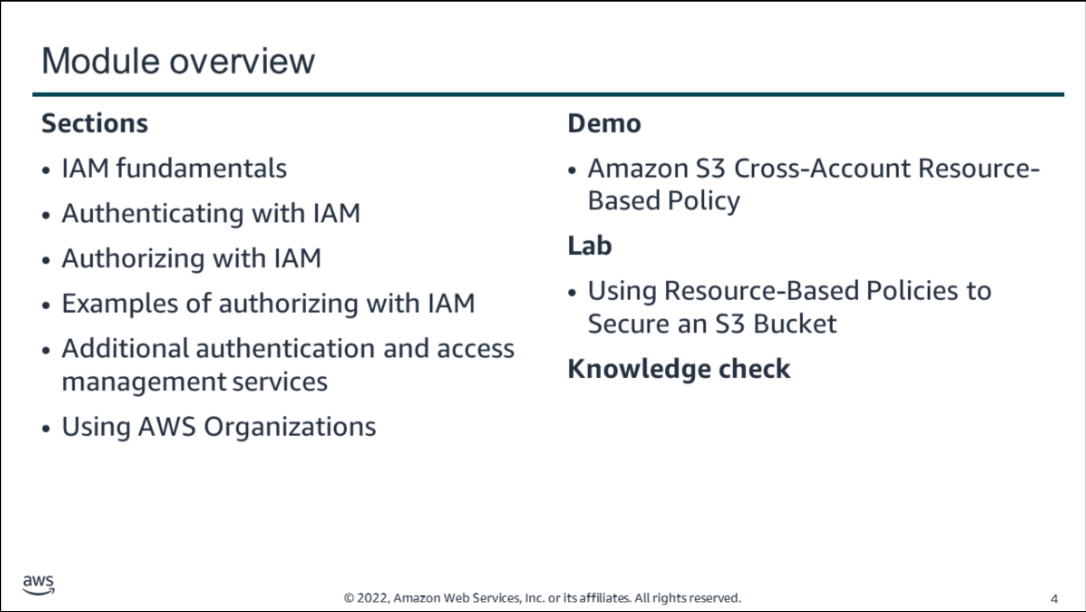 Module overview
Sections
• IAM fundamentals
• Authenticating with IAM
• Authorizing with IAM
• Examples of authorizing with IAM
• Additional authentication and access
management services
• Using AWS Organizations
Demo
• Amazon S3 Cross-Account Resource-
Based Policy
Lab
• Using Resource-Based Policies to
Secure an S3 Bucket
Knowledge check
aws
© 2022, Amazon Web Services, Inc. or its affiliates. All rights reserved.
4